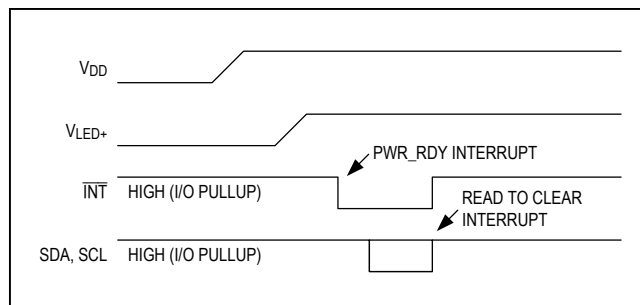 VDD
VLED+
PWR_RDY INTERRUPT
INT HIGH (I/O PULLUP)
READ TO CLEAR
INTERRUPT
SDA, SCL HIGH (I/O PULLUP)